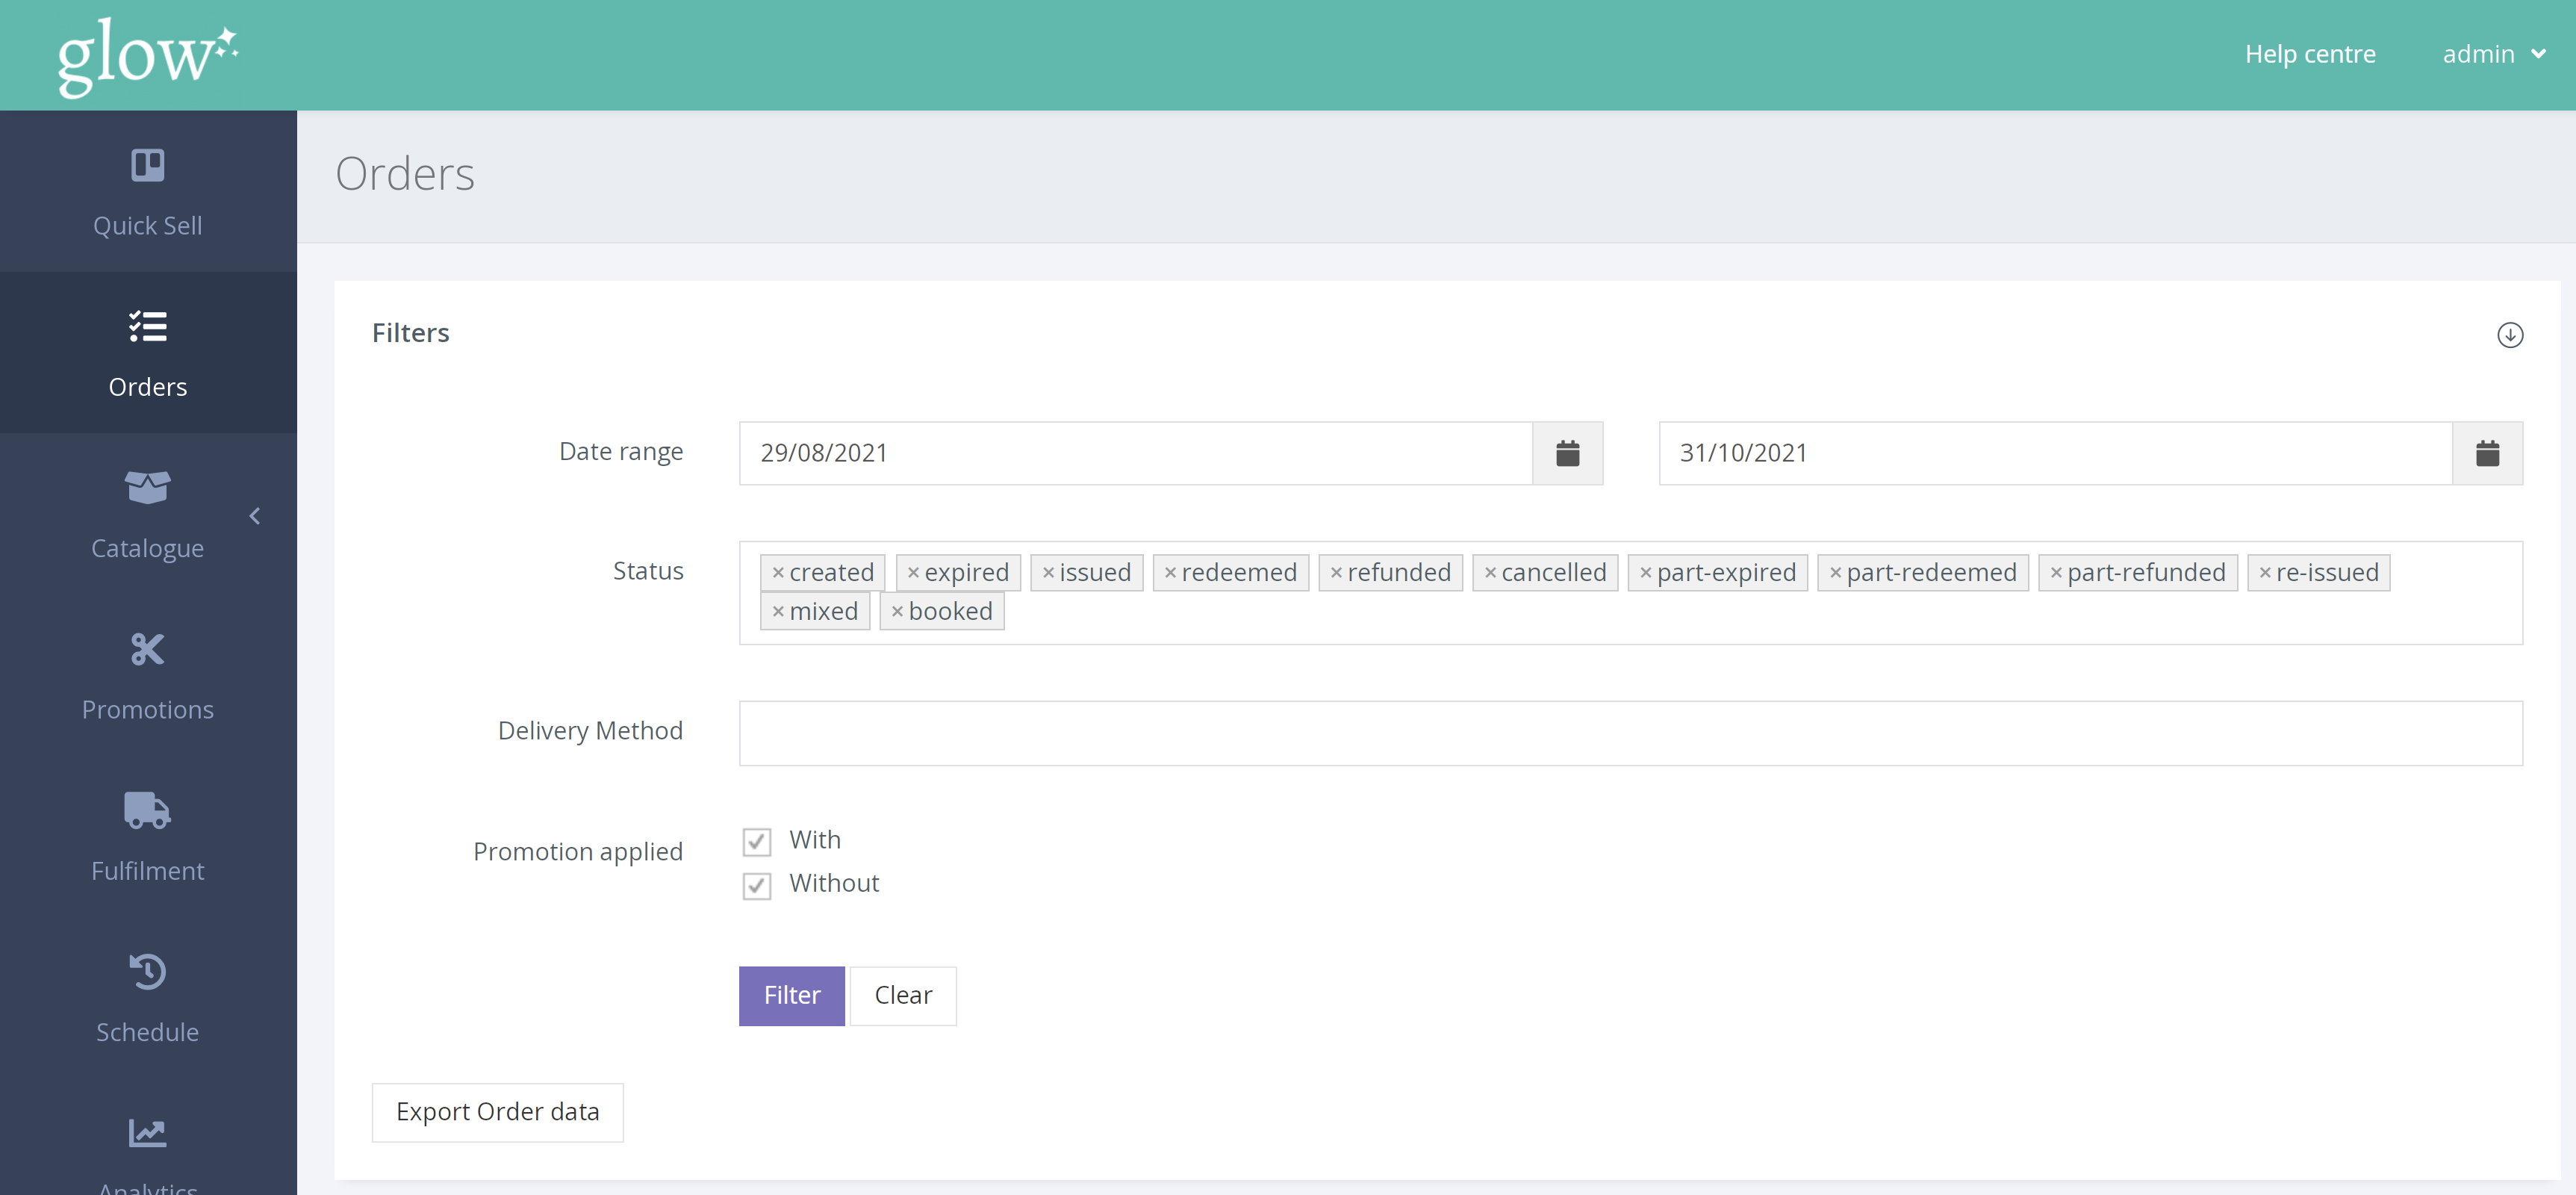 glow
Help centre
admin
Quick Sell
Orders
Catalogue
Promotions
Fulfilment
Schedule
Analytics
Orders
Filters
Date range
29/08/2021
31/10/2021
Status
× created × expired × issued × redeemed × refunded × cancelled × part-expired × part-redeemed × part-refunded × re-issued
× mixed × booked
Delivery Method
Promotion applied
With
Without
Filter
Clear
Export Order data